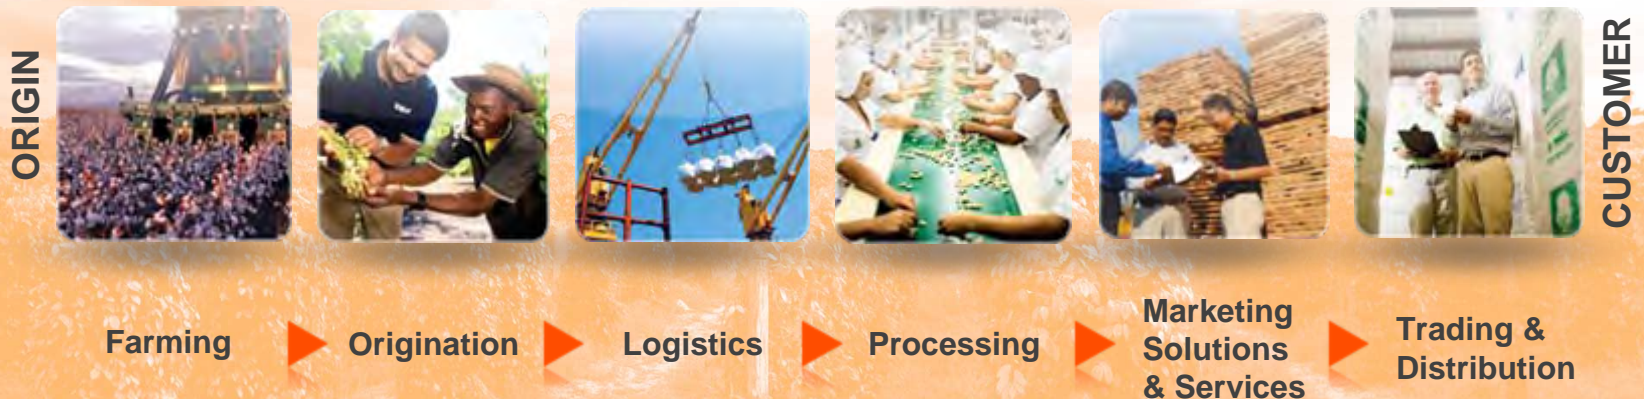 ORIGIN
CUSTOMER
Farming
Origination
Logistics
Processing
Marketing
Solutions
& Services
Trading &
Distribution